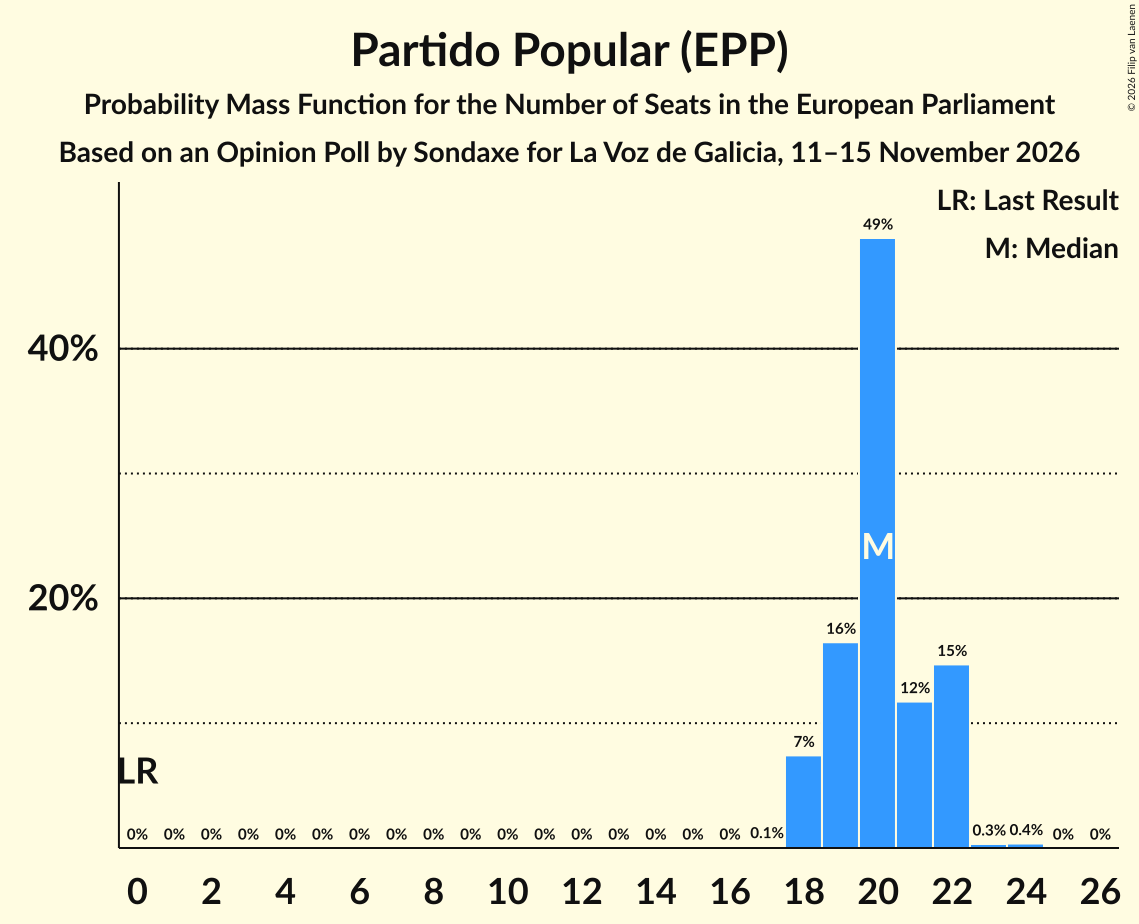 Partido Popular (EPP)
Probability Mass Function for the Number of Seats in the European Parliament
Based on an Opinion Poll by Sondaxe for La Voz de Galicia, 11–15 November 2026
© 2026 Filip van Laenen
LR: Last Result
M: Median
49%
40%
M
20%
16%
15%
12%
7%
LR
0% 0% 0% 0% 0% 0% 0% 0% 0% 0% 0% 0% 0% 0% 0% 0% 0% 0.1% 0.3% 0.4% 0% 0%
0 2 4 6 8 10 12 14 16 18 20 22 24 26